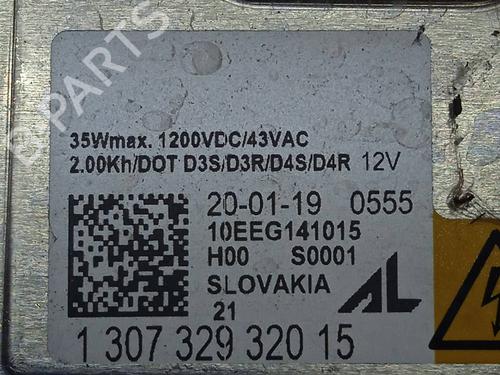 B-PARTS
35Wmax. 1200VDC/43VAC
2.00Kh/DOT D3S/D3R/D4S/D4R 12V
20-01-19 0555
10EEG141015
H00 S0001
SLOVAKIA
21
AL
1 307 329 320 15